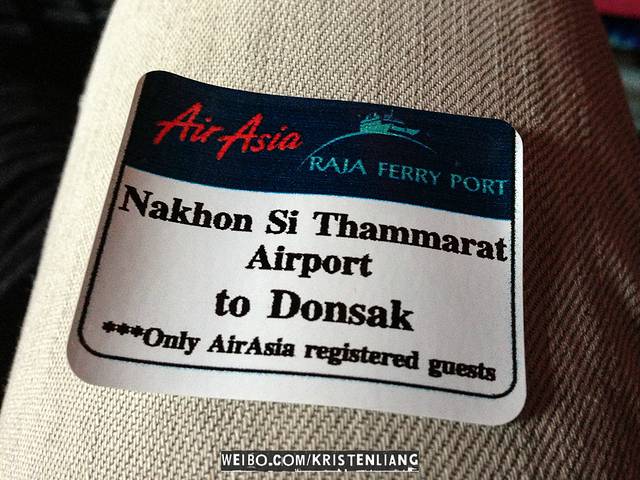 AirAsia
RAJA FERRY PORT
Nakhon Si Thammarat
Airport
to Donsak
***Only AirAsia registered guests
WEIBO.COM/KRISTENLIANG